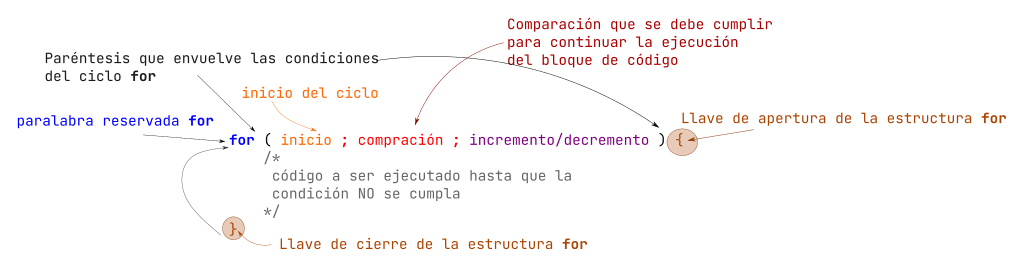 Comparación que se debe cumplir
para continuar la ejecución
del bloque de código
Paréntesis que envuelve las condiciones
del ciclo for
inicio del ciclo
paralabra reservada for
Llave de apertura de la estructura for
for ( inicio ; compración ; incremento/decremento ) {
/*
código a ser ejecutado hasta que la
condición NO se cumpla
*/
}
Llave de cierre de la estructura for